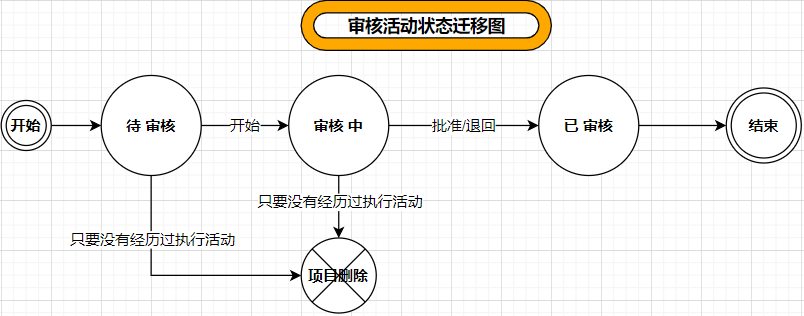 审核活动状态迁移图
开始
待 审核
开始
审核 中
批准/退回
已 审核
结束
只要没有经历过执行活动
只要没有经历过执行活动
项目删除